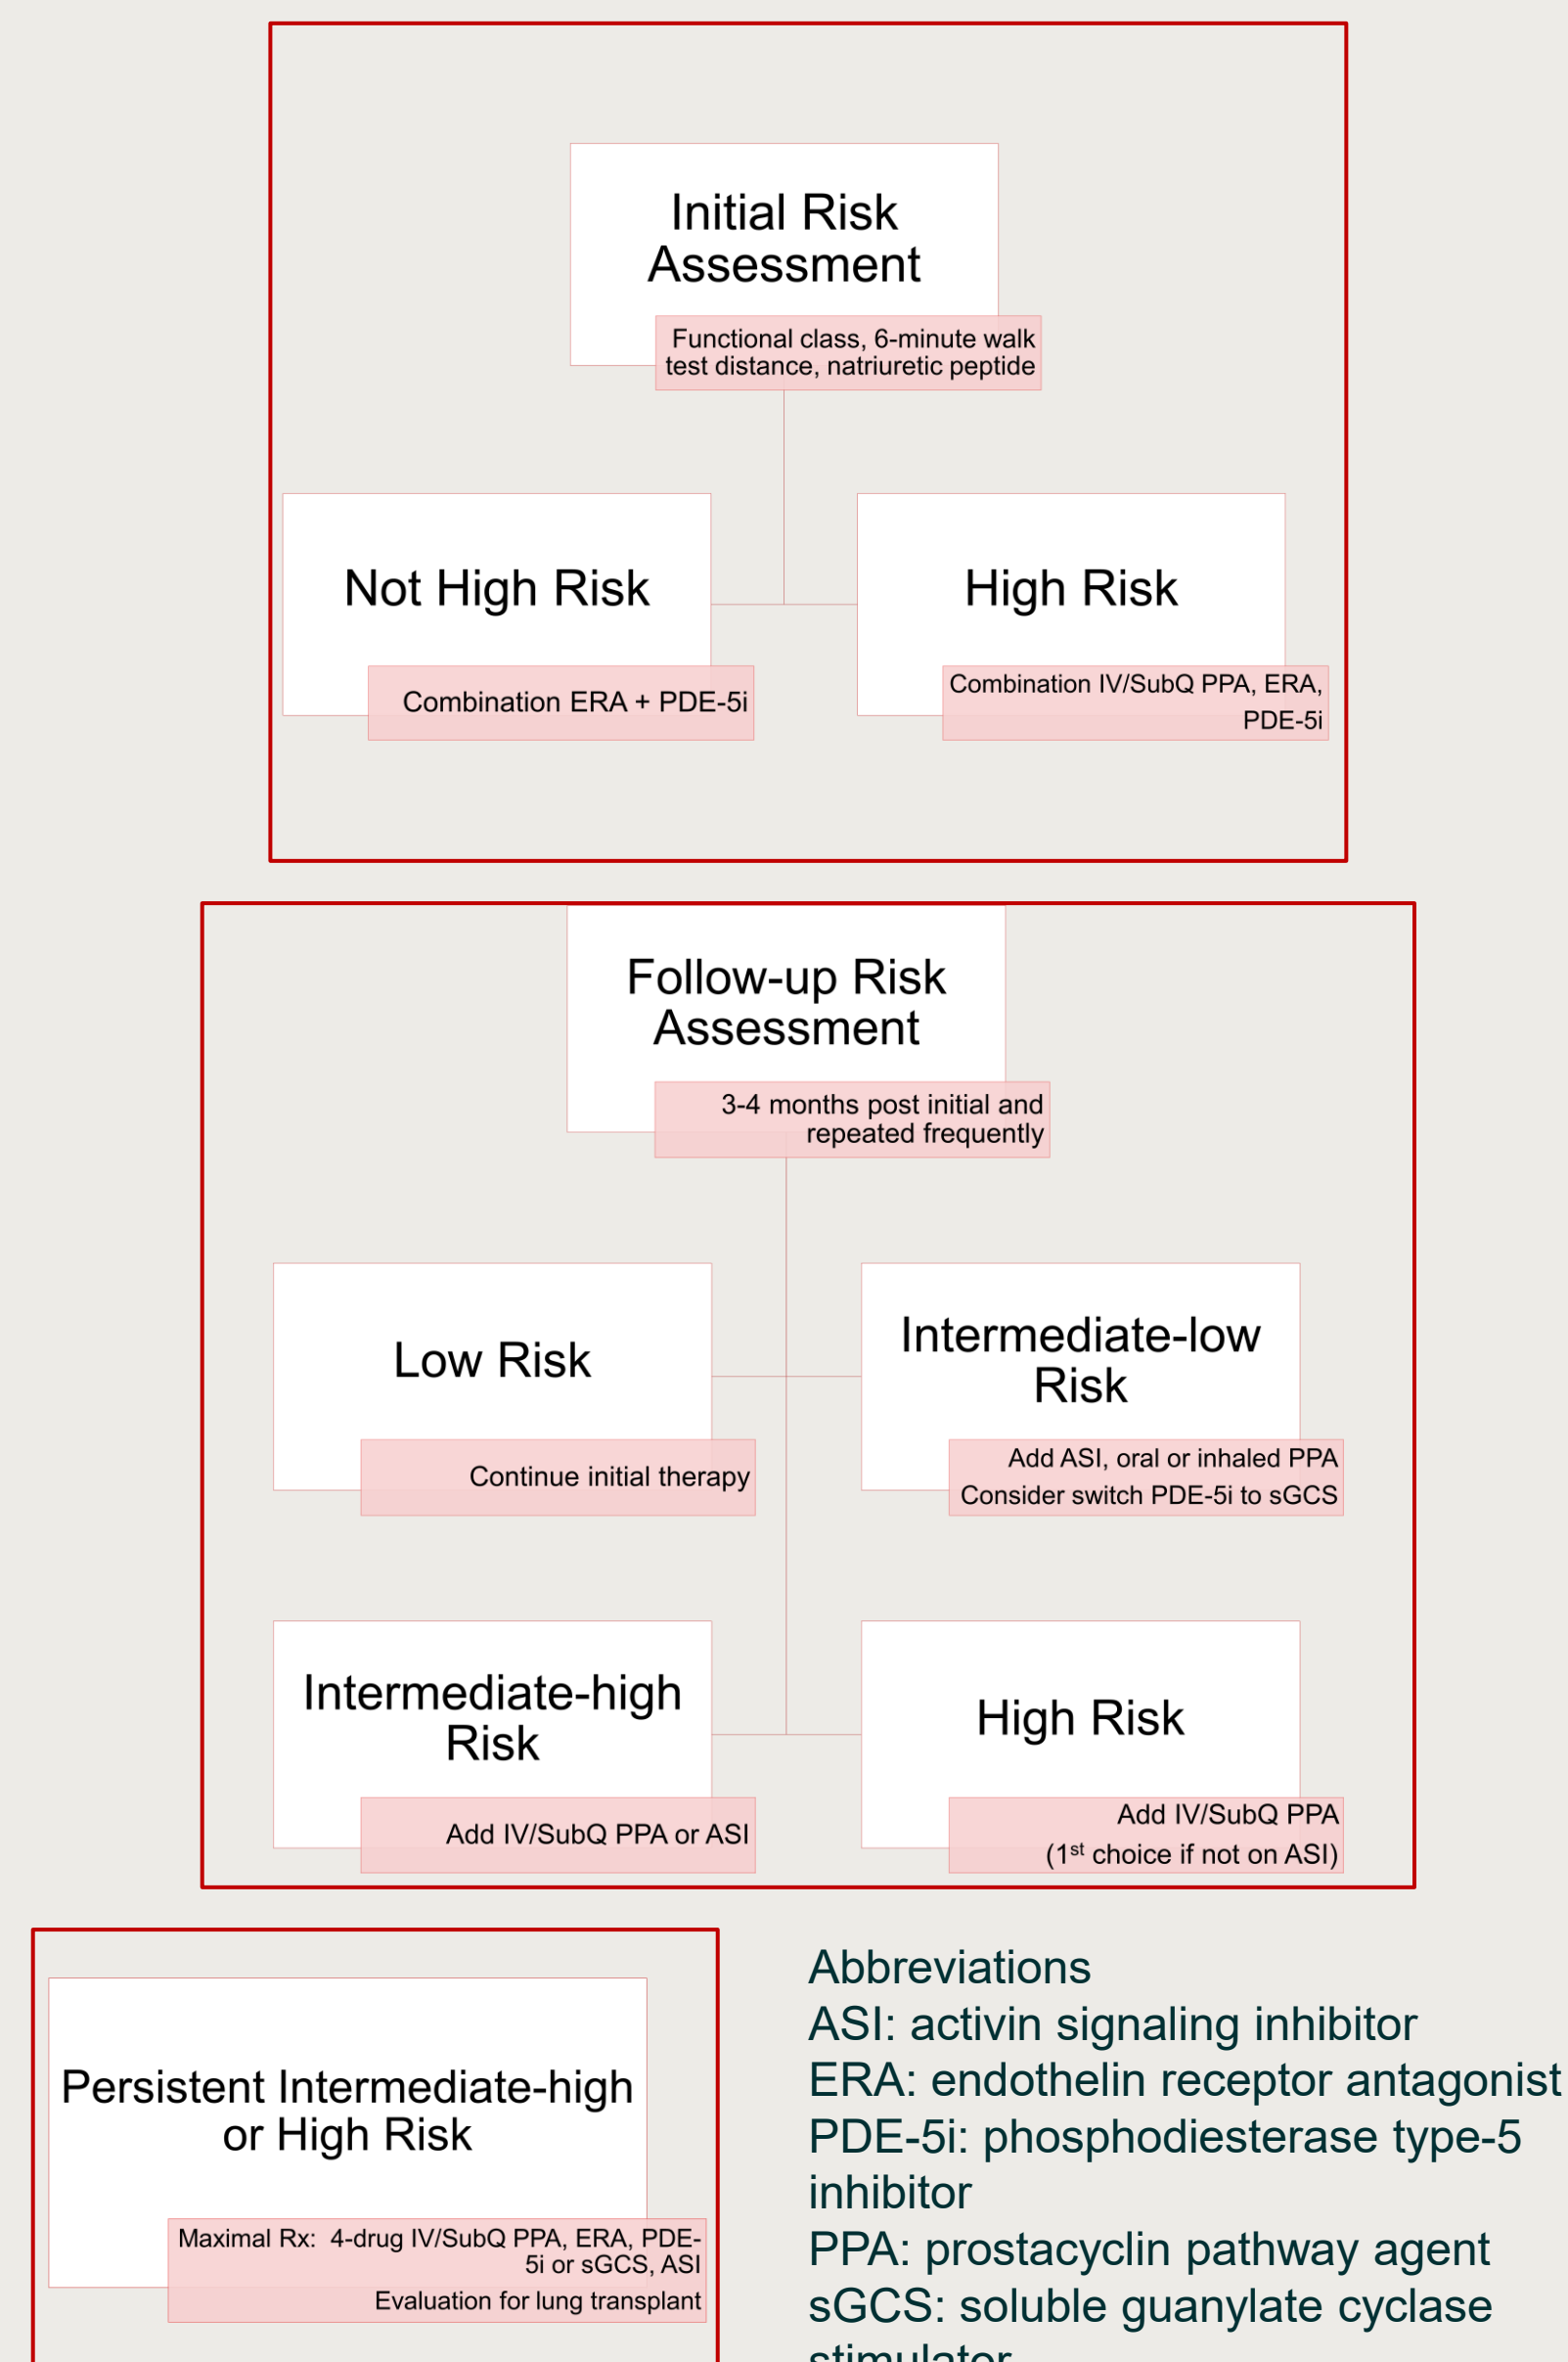 Initial Risk
Assessment
Functional class, 6-minute walk
test distance, natriuretic peptide
Not High Risk
Combination ERA + PDE-5i
High Risk
Combination IV/SubQ PPA, ERA,
PDE-5i
Follow-up Risk
Assessment
3-4 months post initial and
repeated frequently
Low Risk
Continue initial therapy
Intermediate-low
Risk
Add ASI, oral or inhaled PPA
Consider switch PDE-5i to sGCS
Intermediate-high
Risk
Add IV/SubQ PPA or ASI
High Risk
Add IV/SubQ PPA
(1st choice if not on ASI)
Persistent Intermediate-high
or High Risk
Maximal Rx: 4-drug IV/SubQ PPA, ERA, PDE-
5i or sGCS, ASI
Evaluation for lung transplant
Abbreviations
ASI: activin signaling inhibitor
ERA: endothelin receptor antagonist
PDE-5i: phosphodiesterase type-5
inhibitor
PPA: prostacyclin pathway agent
sGCS: soluble guanylate cyclase
stimulator